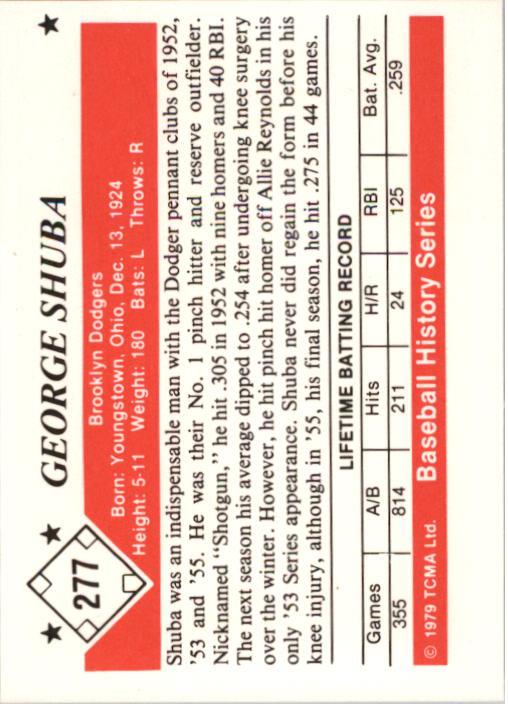 277
GEORGE SHUBA
Brooklyn Dodgers
Born: Youngstown, Ohio, Dec. 13, 1924
Height: 5-11 Weight: 180 Bats: L Throws: R
Shuba was an indispensable man with the Dodger pennant clubs of 1952,
'53 and '55. He was their No. 1 pinch hitter and reserve outfielder.
Nicknamed "Shotgun," he hit .305 in 1952 with nine homers and 40 RBI.
The next season his average dipped to .254 after undergoing knee surgery
over the winter. However, he hit pinch hit homer off Allie Reynolds in his
only '53 Series appearance. Shuba never did regain the form before his
knee injury, although in '55, his final season, he hit .275 in 44 games.
LIFETIME BATTING RECORD
Games A/B Hits H/R RBI Bat. Avg.
355 814 211 24 125 .259
© 1979 TCMA Ltd. Baseball History Series